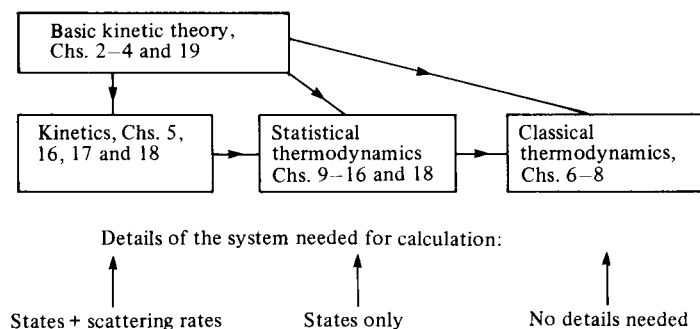 Basic kinetic theory,
Chs. 2–4 and 19
Kinetics, Chs. 5,
16, 17 and 18
Statistical
thermodynamics
Chs. 9–16 and 18
Classical
thermodynamics,
Chs. 6–8
Details of the system needed for calculation:
States + scattering rates
States only
No details needed